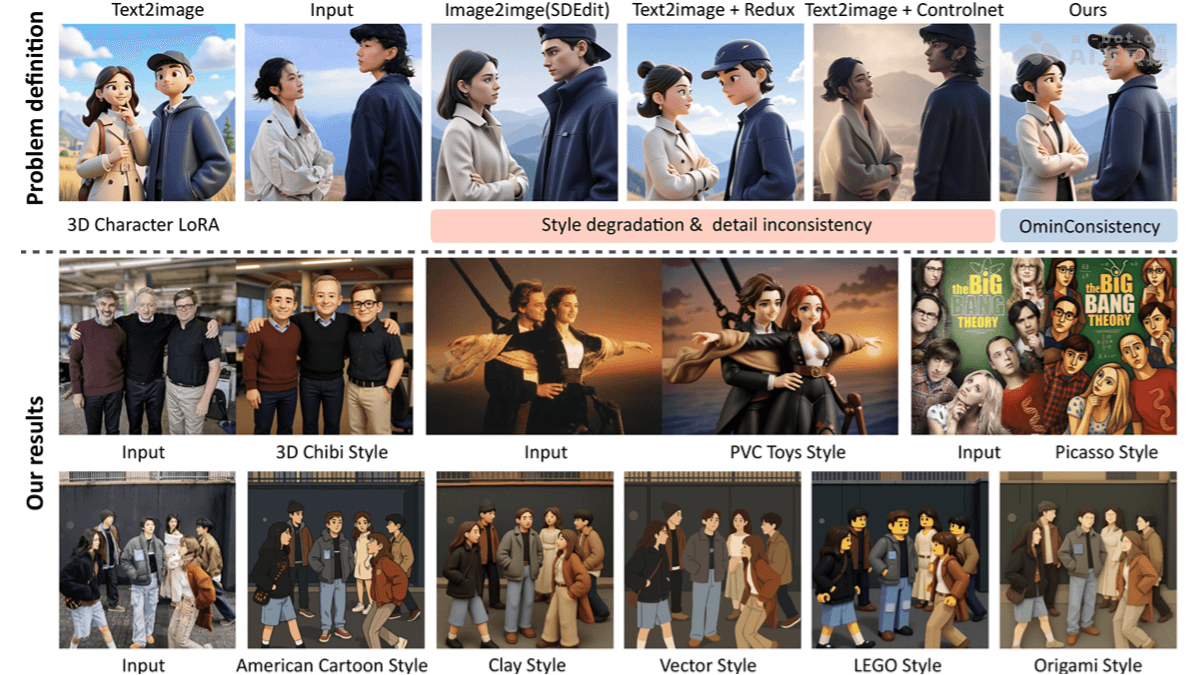 Text2image
Input
Image2imge(SDEdit)
Text2image + Redux
Text2image + Controlnet
Ours
Problem definition
3D Character LoRA
Style degradation & detail inconsistency
OminConsistency
Our results
the BIG
BANG
THEORY
the BIG
BANG
THEORY
Input
3D Chibi Style
Input
PVC Toys Style
Input
Picasso Style
Input
American Cartoon Style
Clay Style
Vector Style
LEGO Style
Origami Style